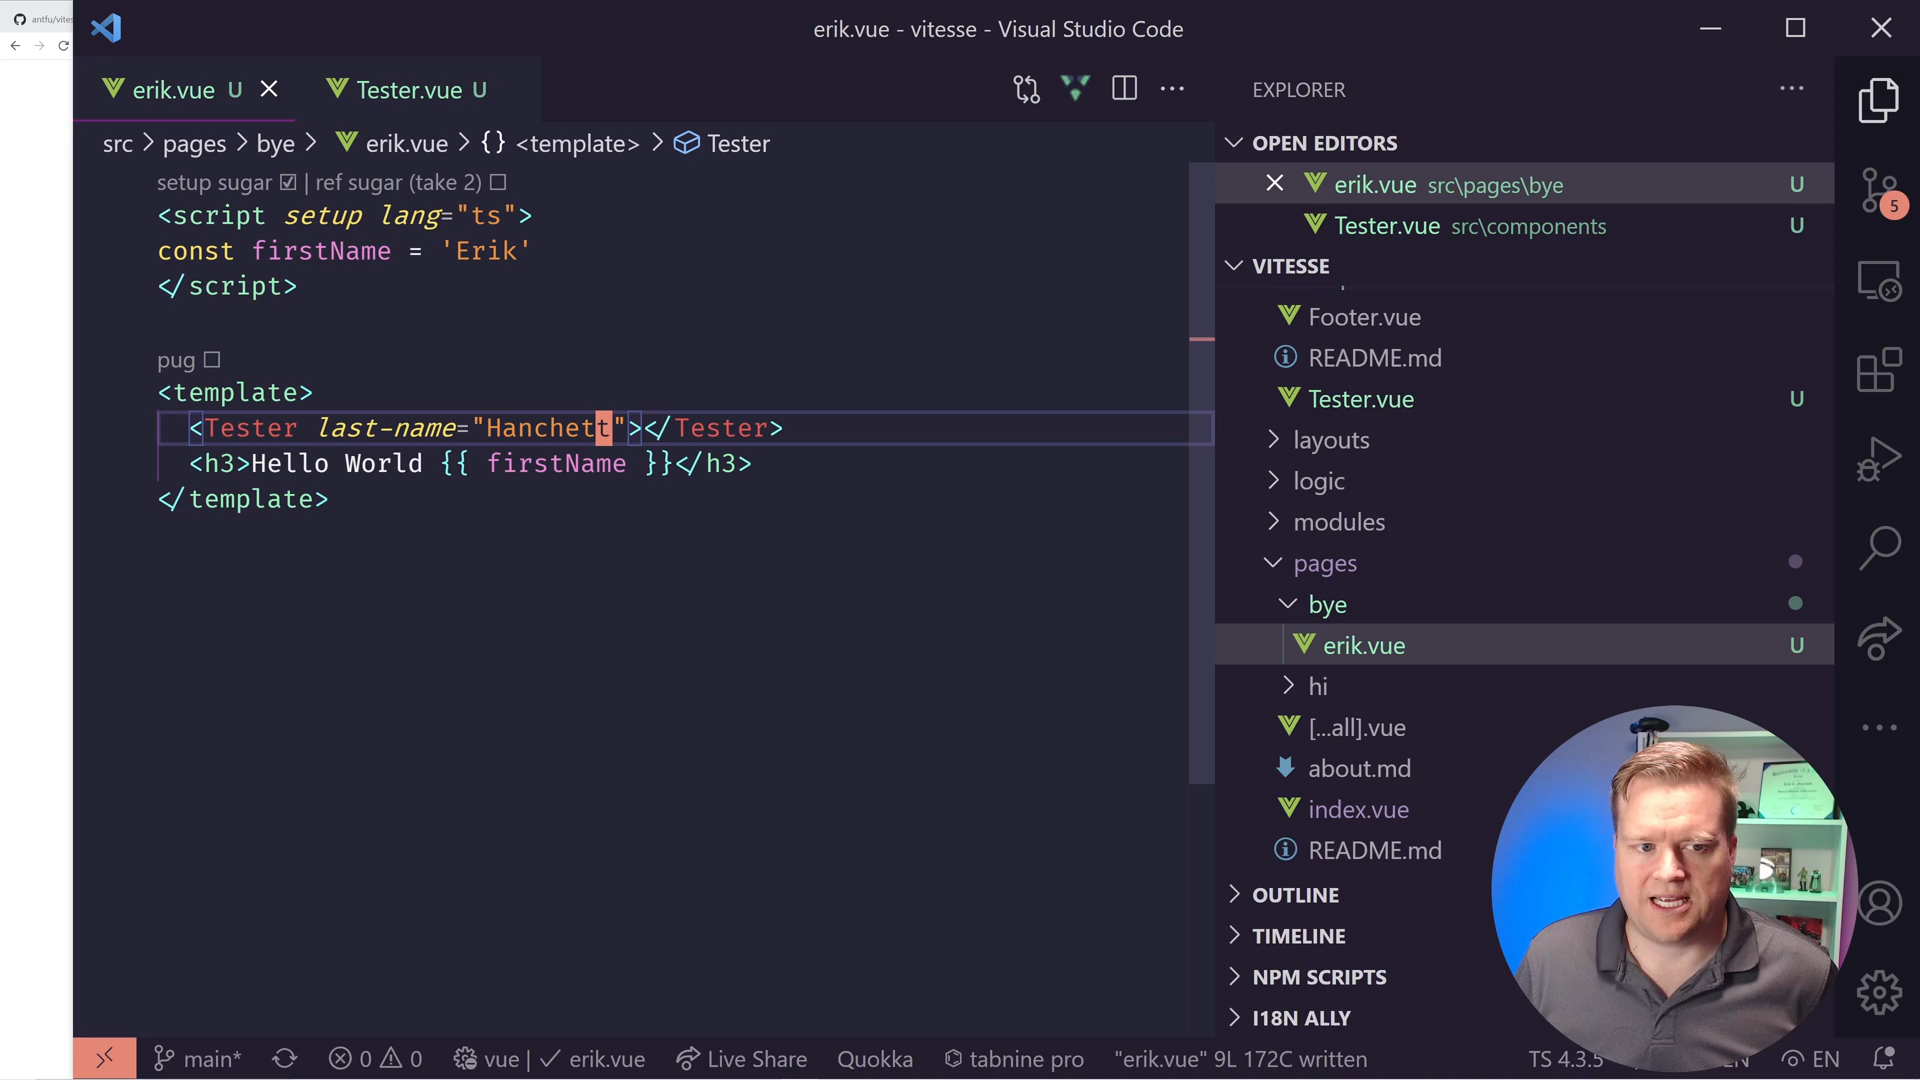 antfu/vites
erik.vue - vitesse - Visual Studio Code
erik.vue U
Tester.vue U
EXPLORER
src > pages > bye > erik.vue > {} <template> > Tester
setup sugar ☑ | ref sugar (take 2) ☐
<script setup lang="ts">
const firstName = 'Erik'
</script>
pug ☐
<template>
<Tester last-name="Hanchett"></Tester>
<h3>Hello World {{ firstName }}</h3>
</template>
OPEN EDITORS
erik.vue src\pages\bye U
Tester.vue src\components U
VITESSE
Footer.vue
README.md
Tester.vue U
layouts
logic
modules
pages
bye
erik.vue U
hi
[...all].vue
about.md
index.vue
README.md
OUTLINE
TIMELINE
NPM SCRIPTS
I18N ALLY
5
main*
0 0
vue | ✓ erik.vue
Live Share
Quokka
tabnine pro
"erik.vue" 9L 172C written
TS 4.3.5
EN